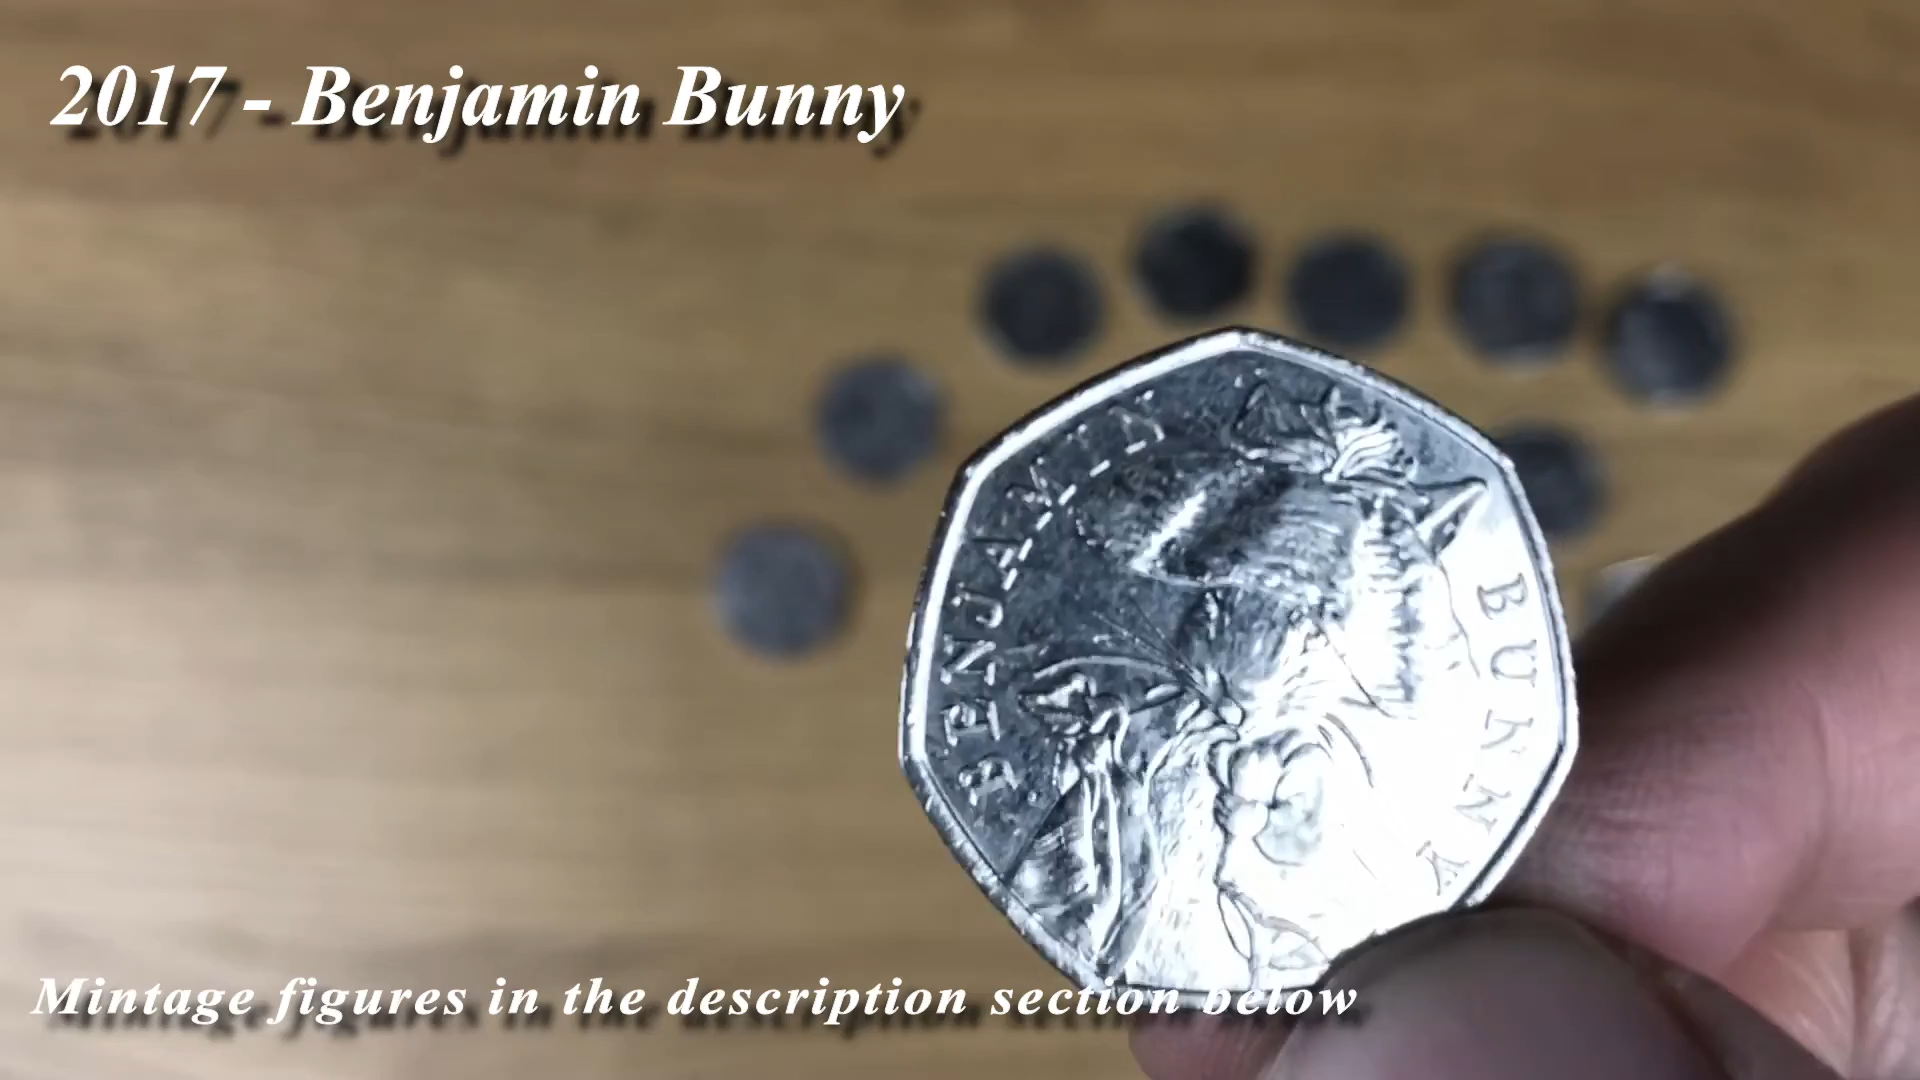 2017 - Benjamin Bunny
BENJAMIN BUNNY
Mintage figures in the description section below